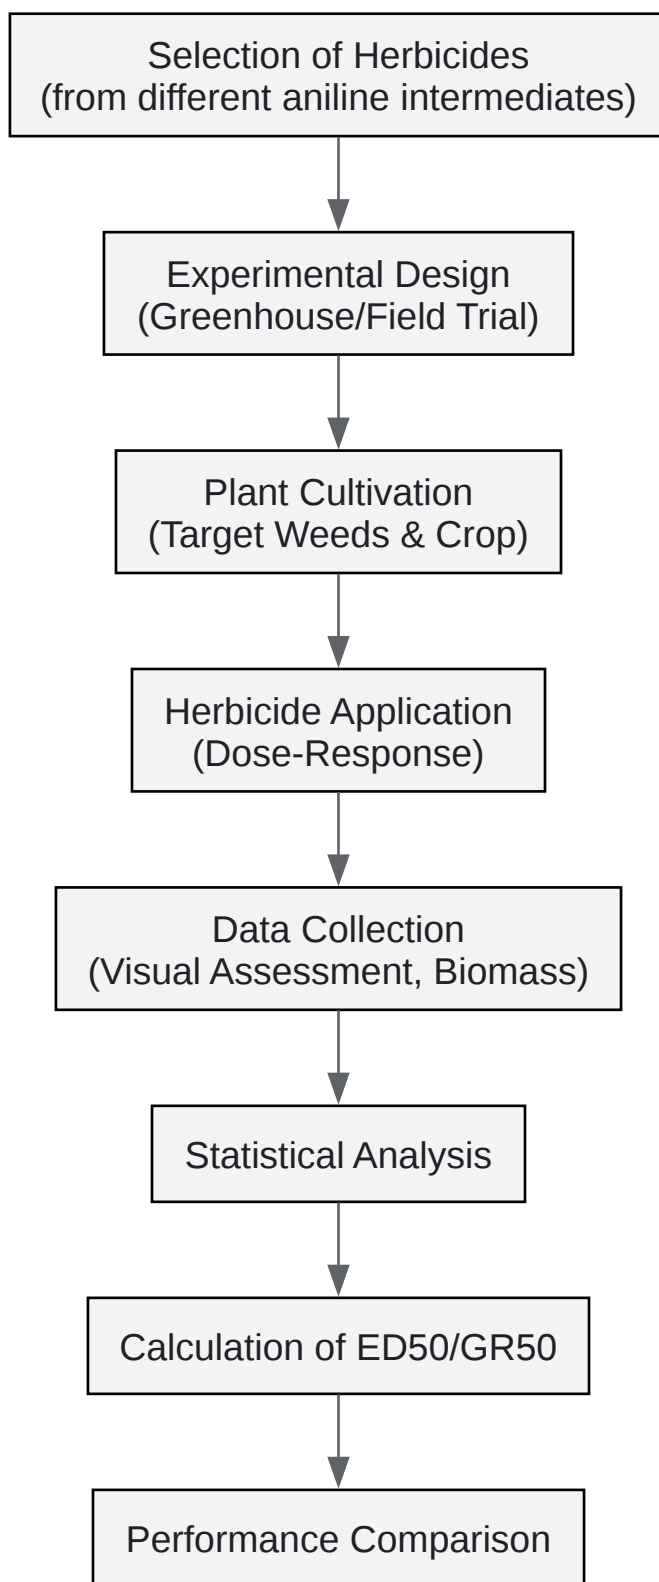 Selection of Herbicides
(from different aniline intermediates)
Experimental Design
(Greenhouse/Field Trial)
Plant Cultivation
(Target Weeds & Crop)
Herbicide Application
(Dose-Response)
Data Collection
(Visual Assessment, Biomass)
Statistical Analysis
Calculation of ED50/GR50
Performance Comparison